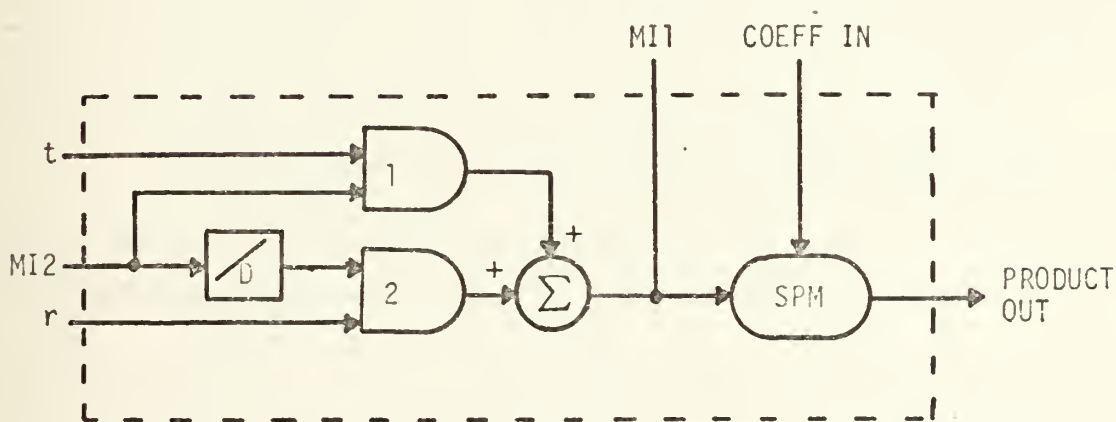 MI1 COEFF IN
t
1
+
MI2
D
2
+
Σ
SPM
PRODUCT
OUT
r